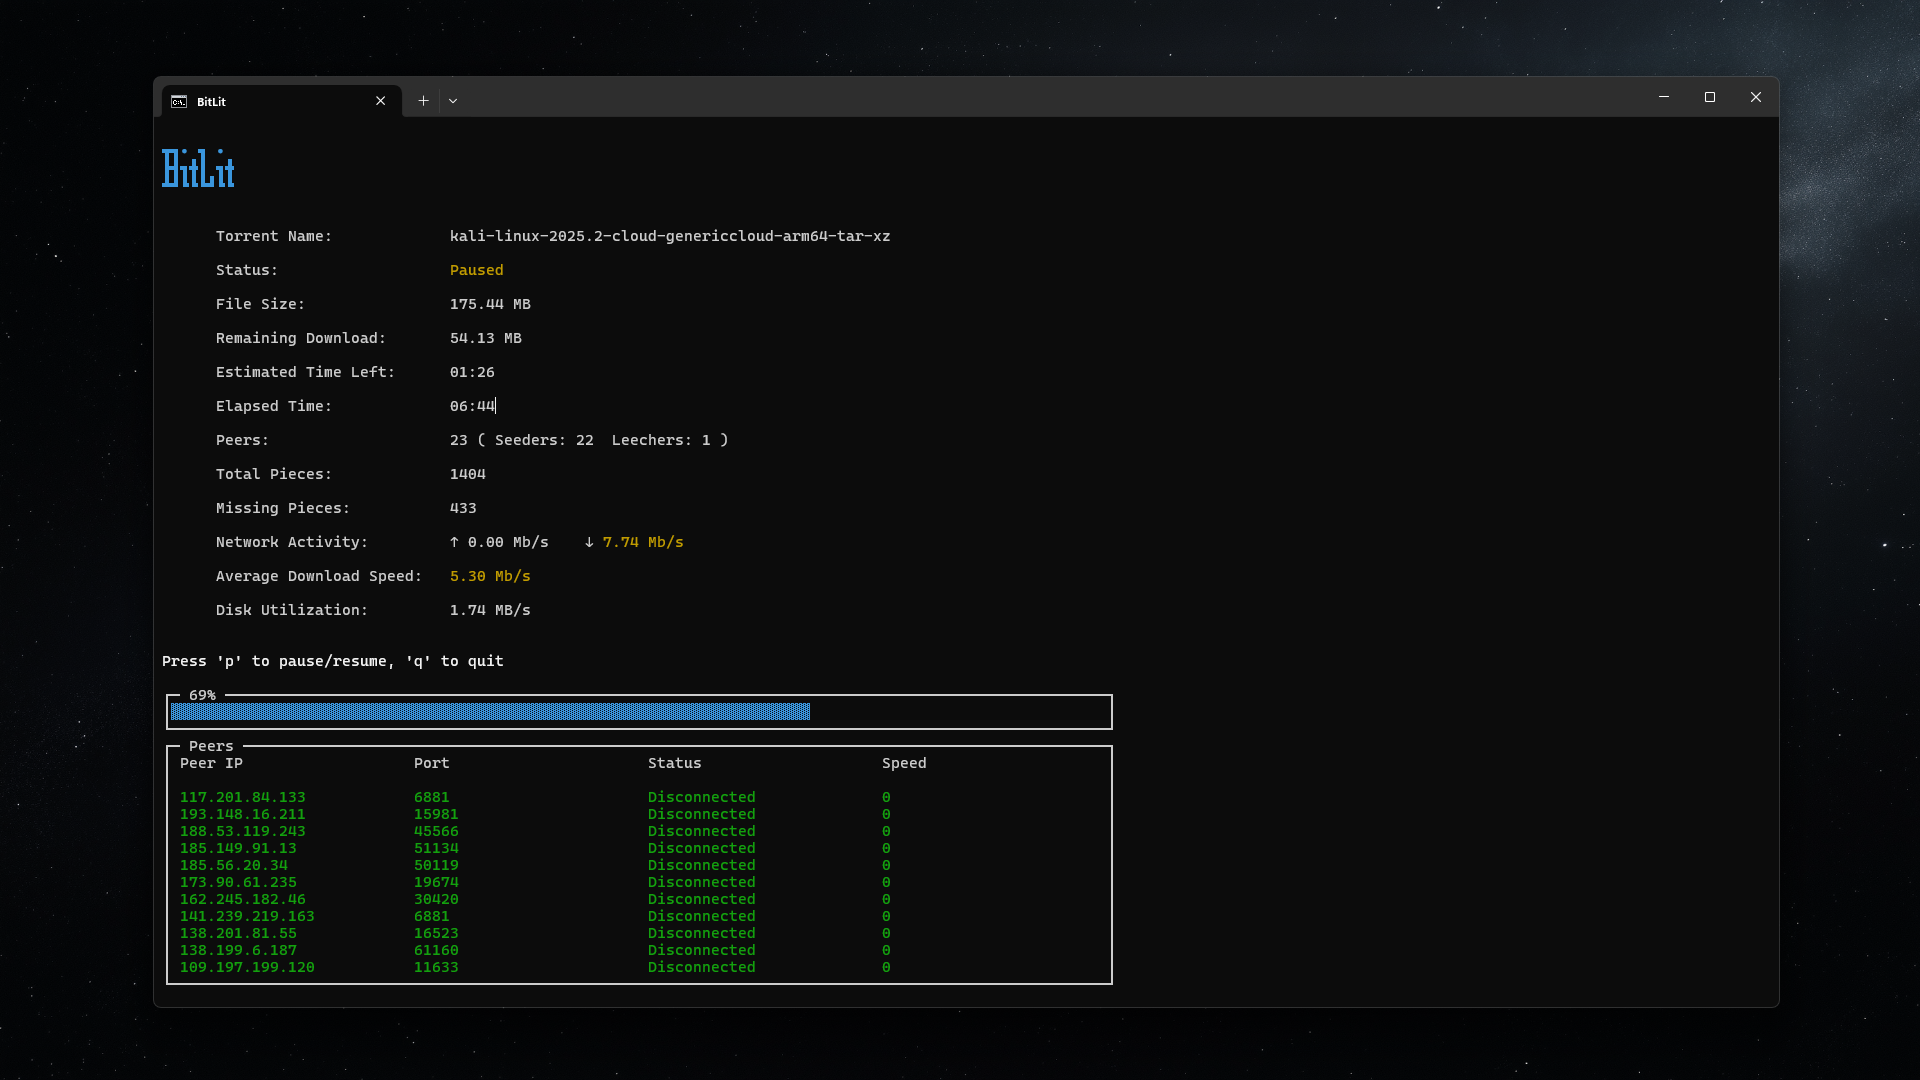 BitLit
BitLit
Torrent Name: kali-linux-2025.2-cloud-genericcloud-arm64-tar-xz
Status: Paused
File Size: 175.44 MB
Remaining Download: 54.13 MB
Estimated Time Left: 01:26
Elapsed Time: 06:44
Peers: 23 ( Seeders: 22  Leechers: 1 )
Total Pieces: 1404
Missing Pieces: 433
Network Activity: ↑ 0.00 Mb/s    ↓ 7.74 Mb/s
Average Download Speed: 5.30 Mb/s
Disk Utilization: 1.74 MB/s
Press 'p' to pause/resume, 'q' to quit
69%
Peers
Peer IP Port Status Speed
117.201.84.133 6881 Disconnected 0
193.148.16.211 15981 Disconnected 0
188.53.119.243 45566 Disconnected 0
185.149.91.13 51134 Disconnected 0
185.56.20.34 50119 Disconnected 0
173.90.61.235 19674 Disconnected 0
162.245.182.46 30420 Disconnected 0
141.239.219.163 6881 Disconnected 0
138.201.81.55 16523 Disconnected 0
138.199.6.187 61160 Disconnected 0
109.197.199.120 11633 Disconnected 0